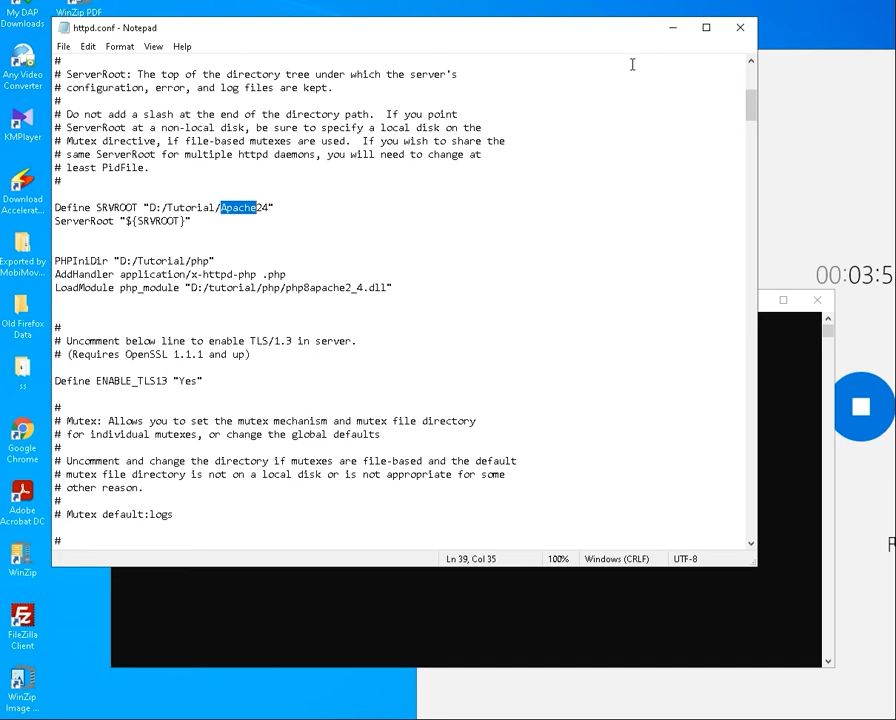 My DAP
Downloads
WinZip PDF
Any Video
Converter
KMPlayer
Download
Accelerat...
Exported by
MobiMov...
Old Firefox
Data
ss
Google
Chrome
Adobe
Acrobat DC
WinZip
FileZilla
Client
WinZip
Image ...
httpd.conf - Notepad
File Edit Format View Help
#
# ServerRoot: The top of the directory tree under which the server's
# configuration, error, and log files are kept.
#
# Do not add a slash at the end of the directory path.  If you point
# ServerRoot at a non-local disk, be sure to specify a local disk on the
# Mutex directive, if file-based mutexes are used.  If you wish to share the
# same ServerRoot for multiple httpd daemons, you will need to change at
# least PidFile.
#
Define SRVROOT "D:/Tutorial/Apache24"
ServerRoot "${SRVROOT}"
PHPIniDir "D:/Tutorial/php"
AddHandler application/x-httpd-php .php
LoadModule php_module "D:/tutorial/php/php8apache2_4.dll"
#
# Uncomment below line to enable TLS/1.3 in server.
# (Requires OpenSSL 1.1.1 and up)
Define ENABLE_TLS13 "Yes"
#
# Mutex: Allows you to set the mutex mechanism and mutex file directory
# for individual mutexes, or change the global defaults
#
# Uncomment and change the directory if mutexes are file-based and the default
# mutex file directory is not on a local disk or is not appropriate for some
# other reason.
#
# Mutex default:logs
#
Ln 39, Col 35 100% Windows (CRLF) UTF-8
00:03:5